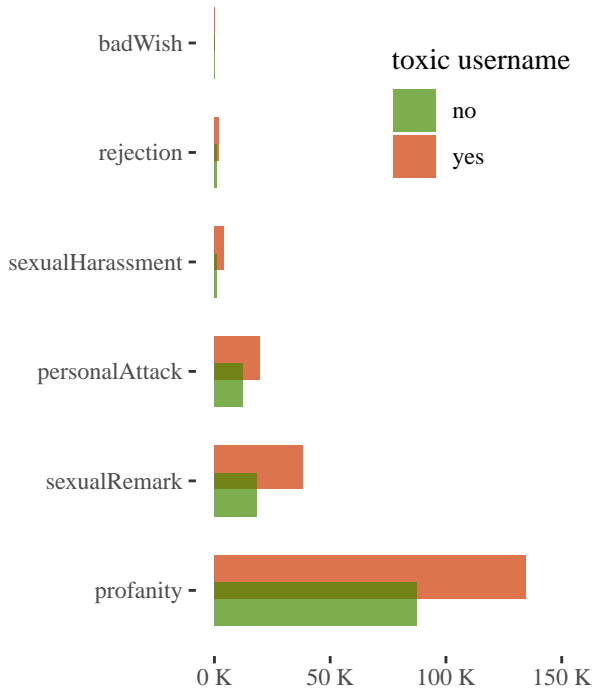 badWish
toxic username
no
rejection
yes
sexualHarassment
personalAttack
sexualRemark
profanity
0 K
50 K
100 K
150 K